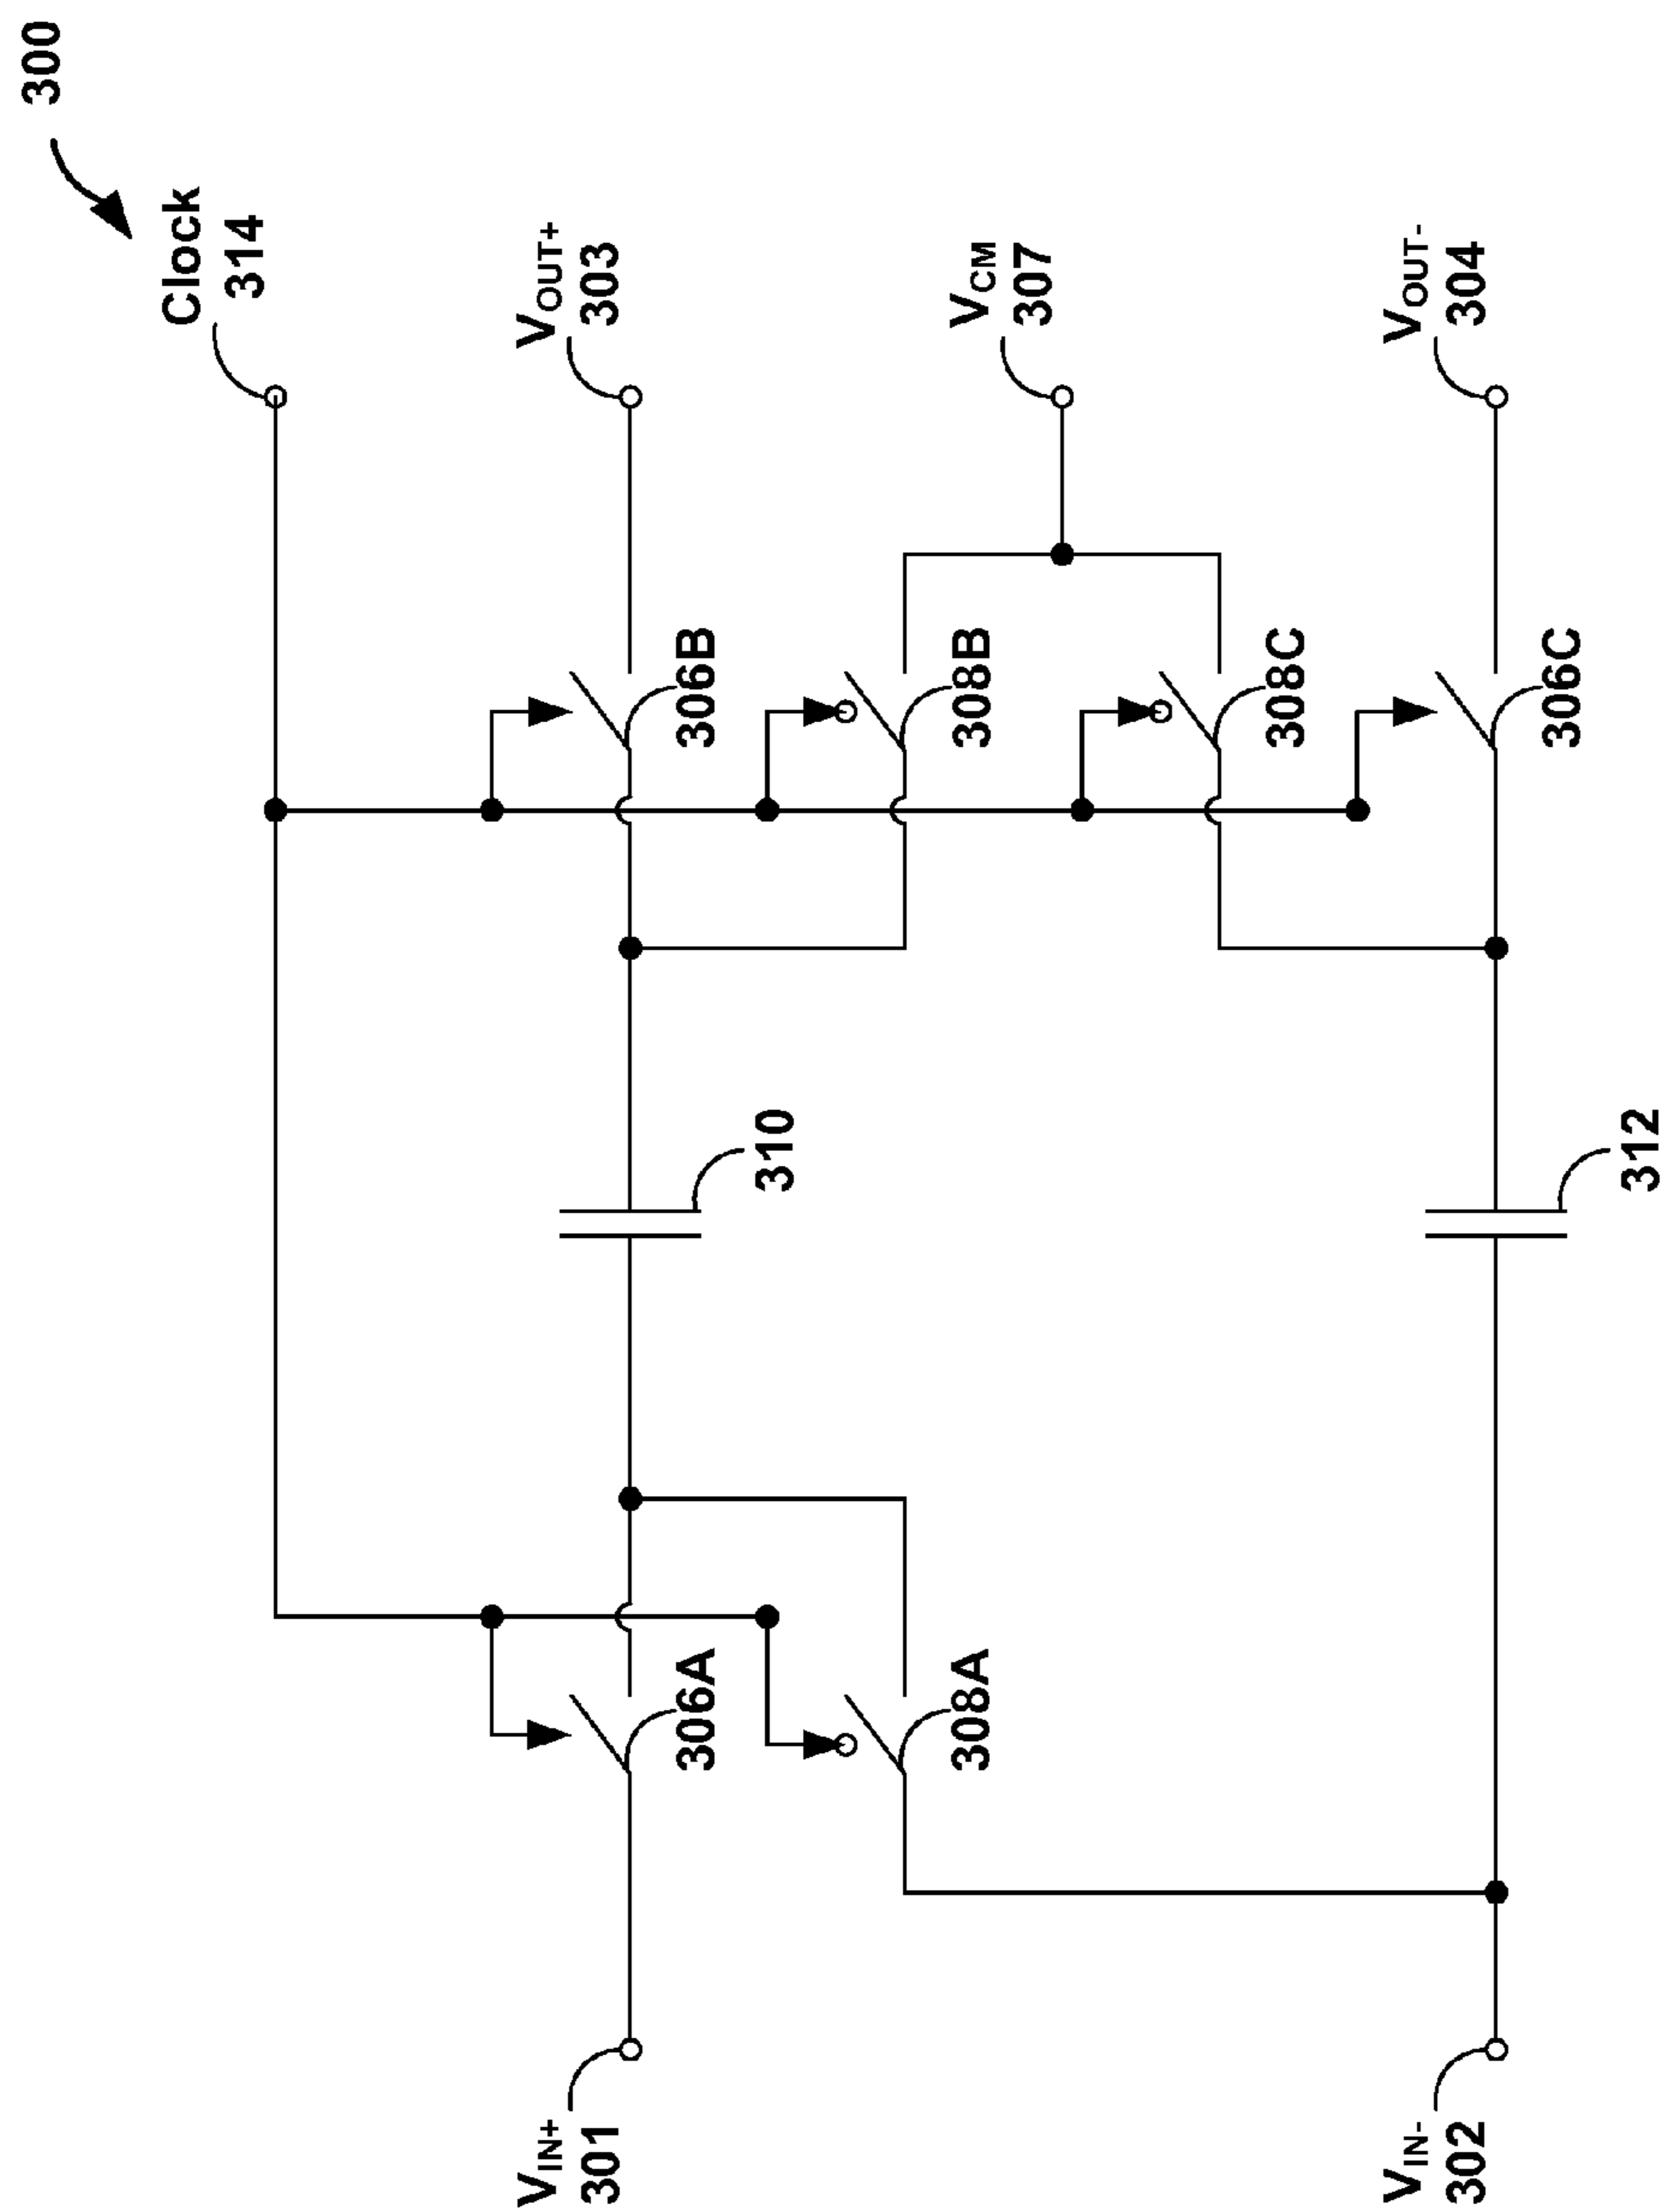 300
Clock
314
VIN+
301
306A
310
306B
VOUT+
303
308A
308B
VCM
307
308C
VIN-
302
312
306C
VOUT-
304